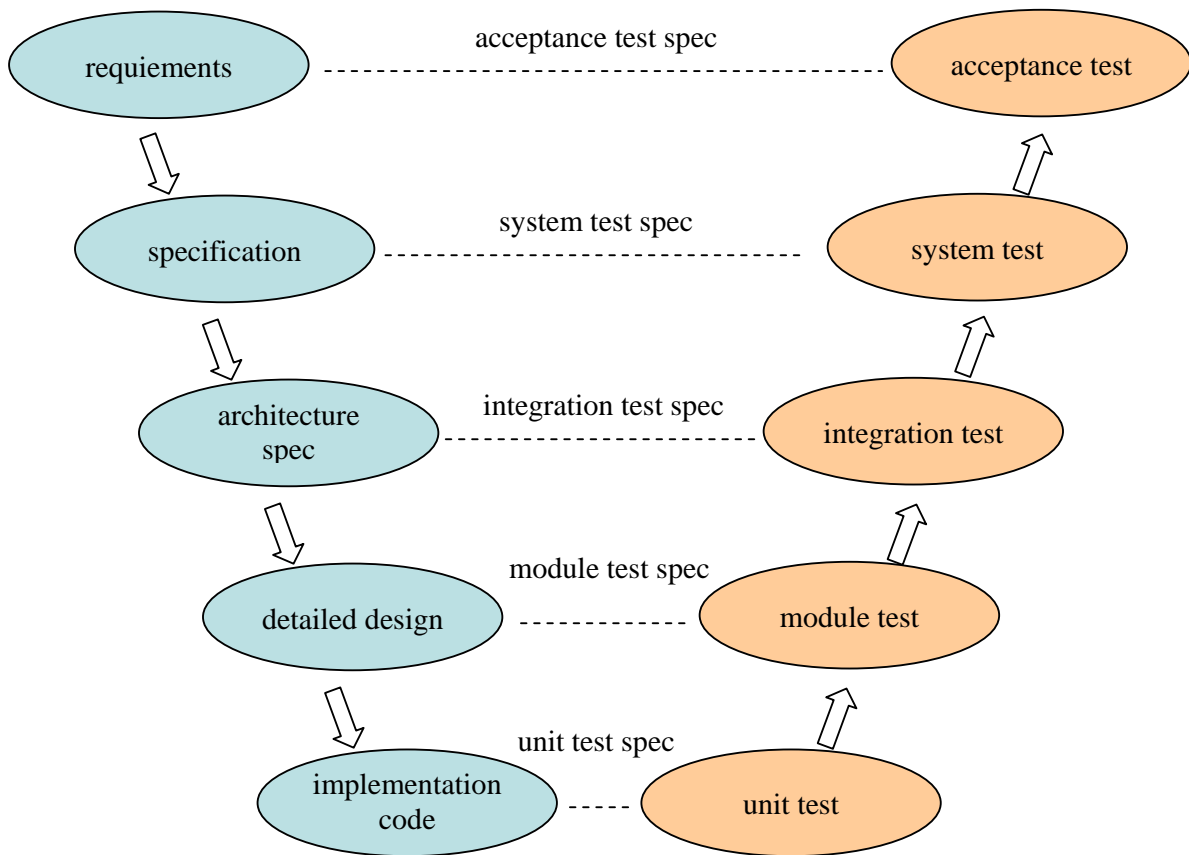 acceptance test spec
requiements
acceptance test
system test spec
specification
system test
integration test spec
architecture
spec
integration test
module test spec
detailed design
module test
unit test spec
implementation
code
unit test